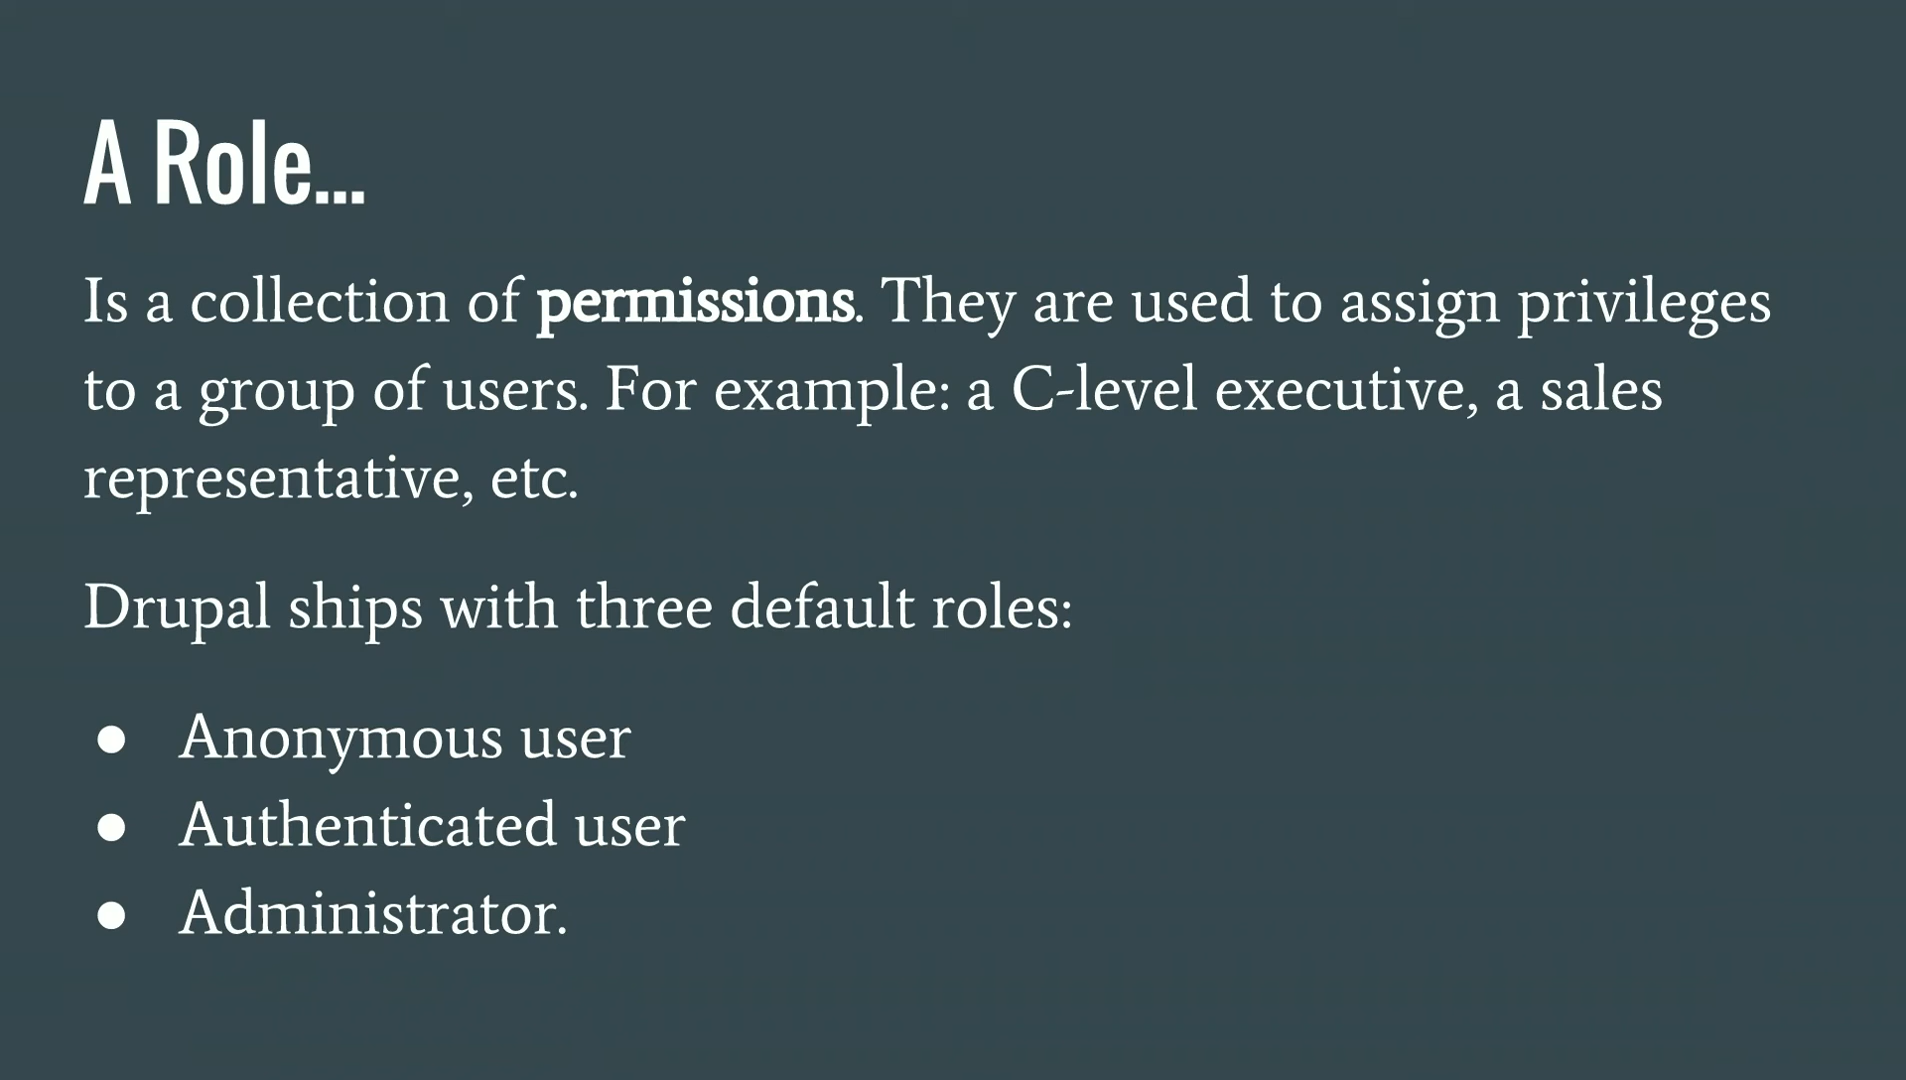 A Role...
Is a collection of permissions. They are used to assign privileges
to a group of users. For example: a C-level executive, a sales
representative, etc.
Drupal ships with three default roles:
● Anonymous user
● Authenticated user
● Administrator.